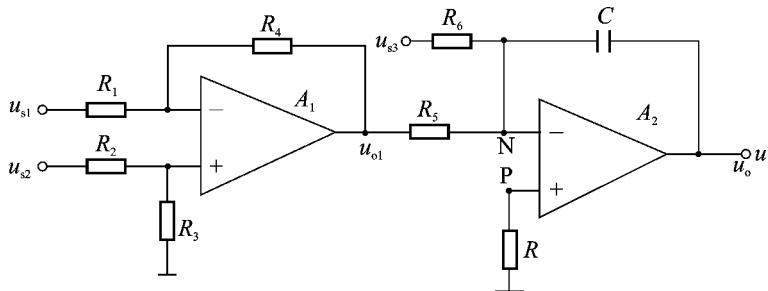 R₆
C
R₄
uₛ₃
R₁
A₁
uₛ₁
−
R₅
A₂
R₂
N
−
uₛ₂
+
uₒ₁
P
uₒ
u
+
R₃
R